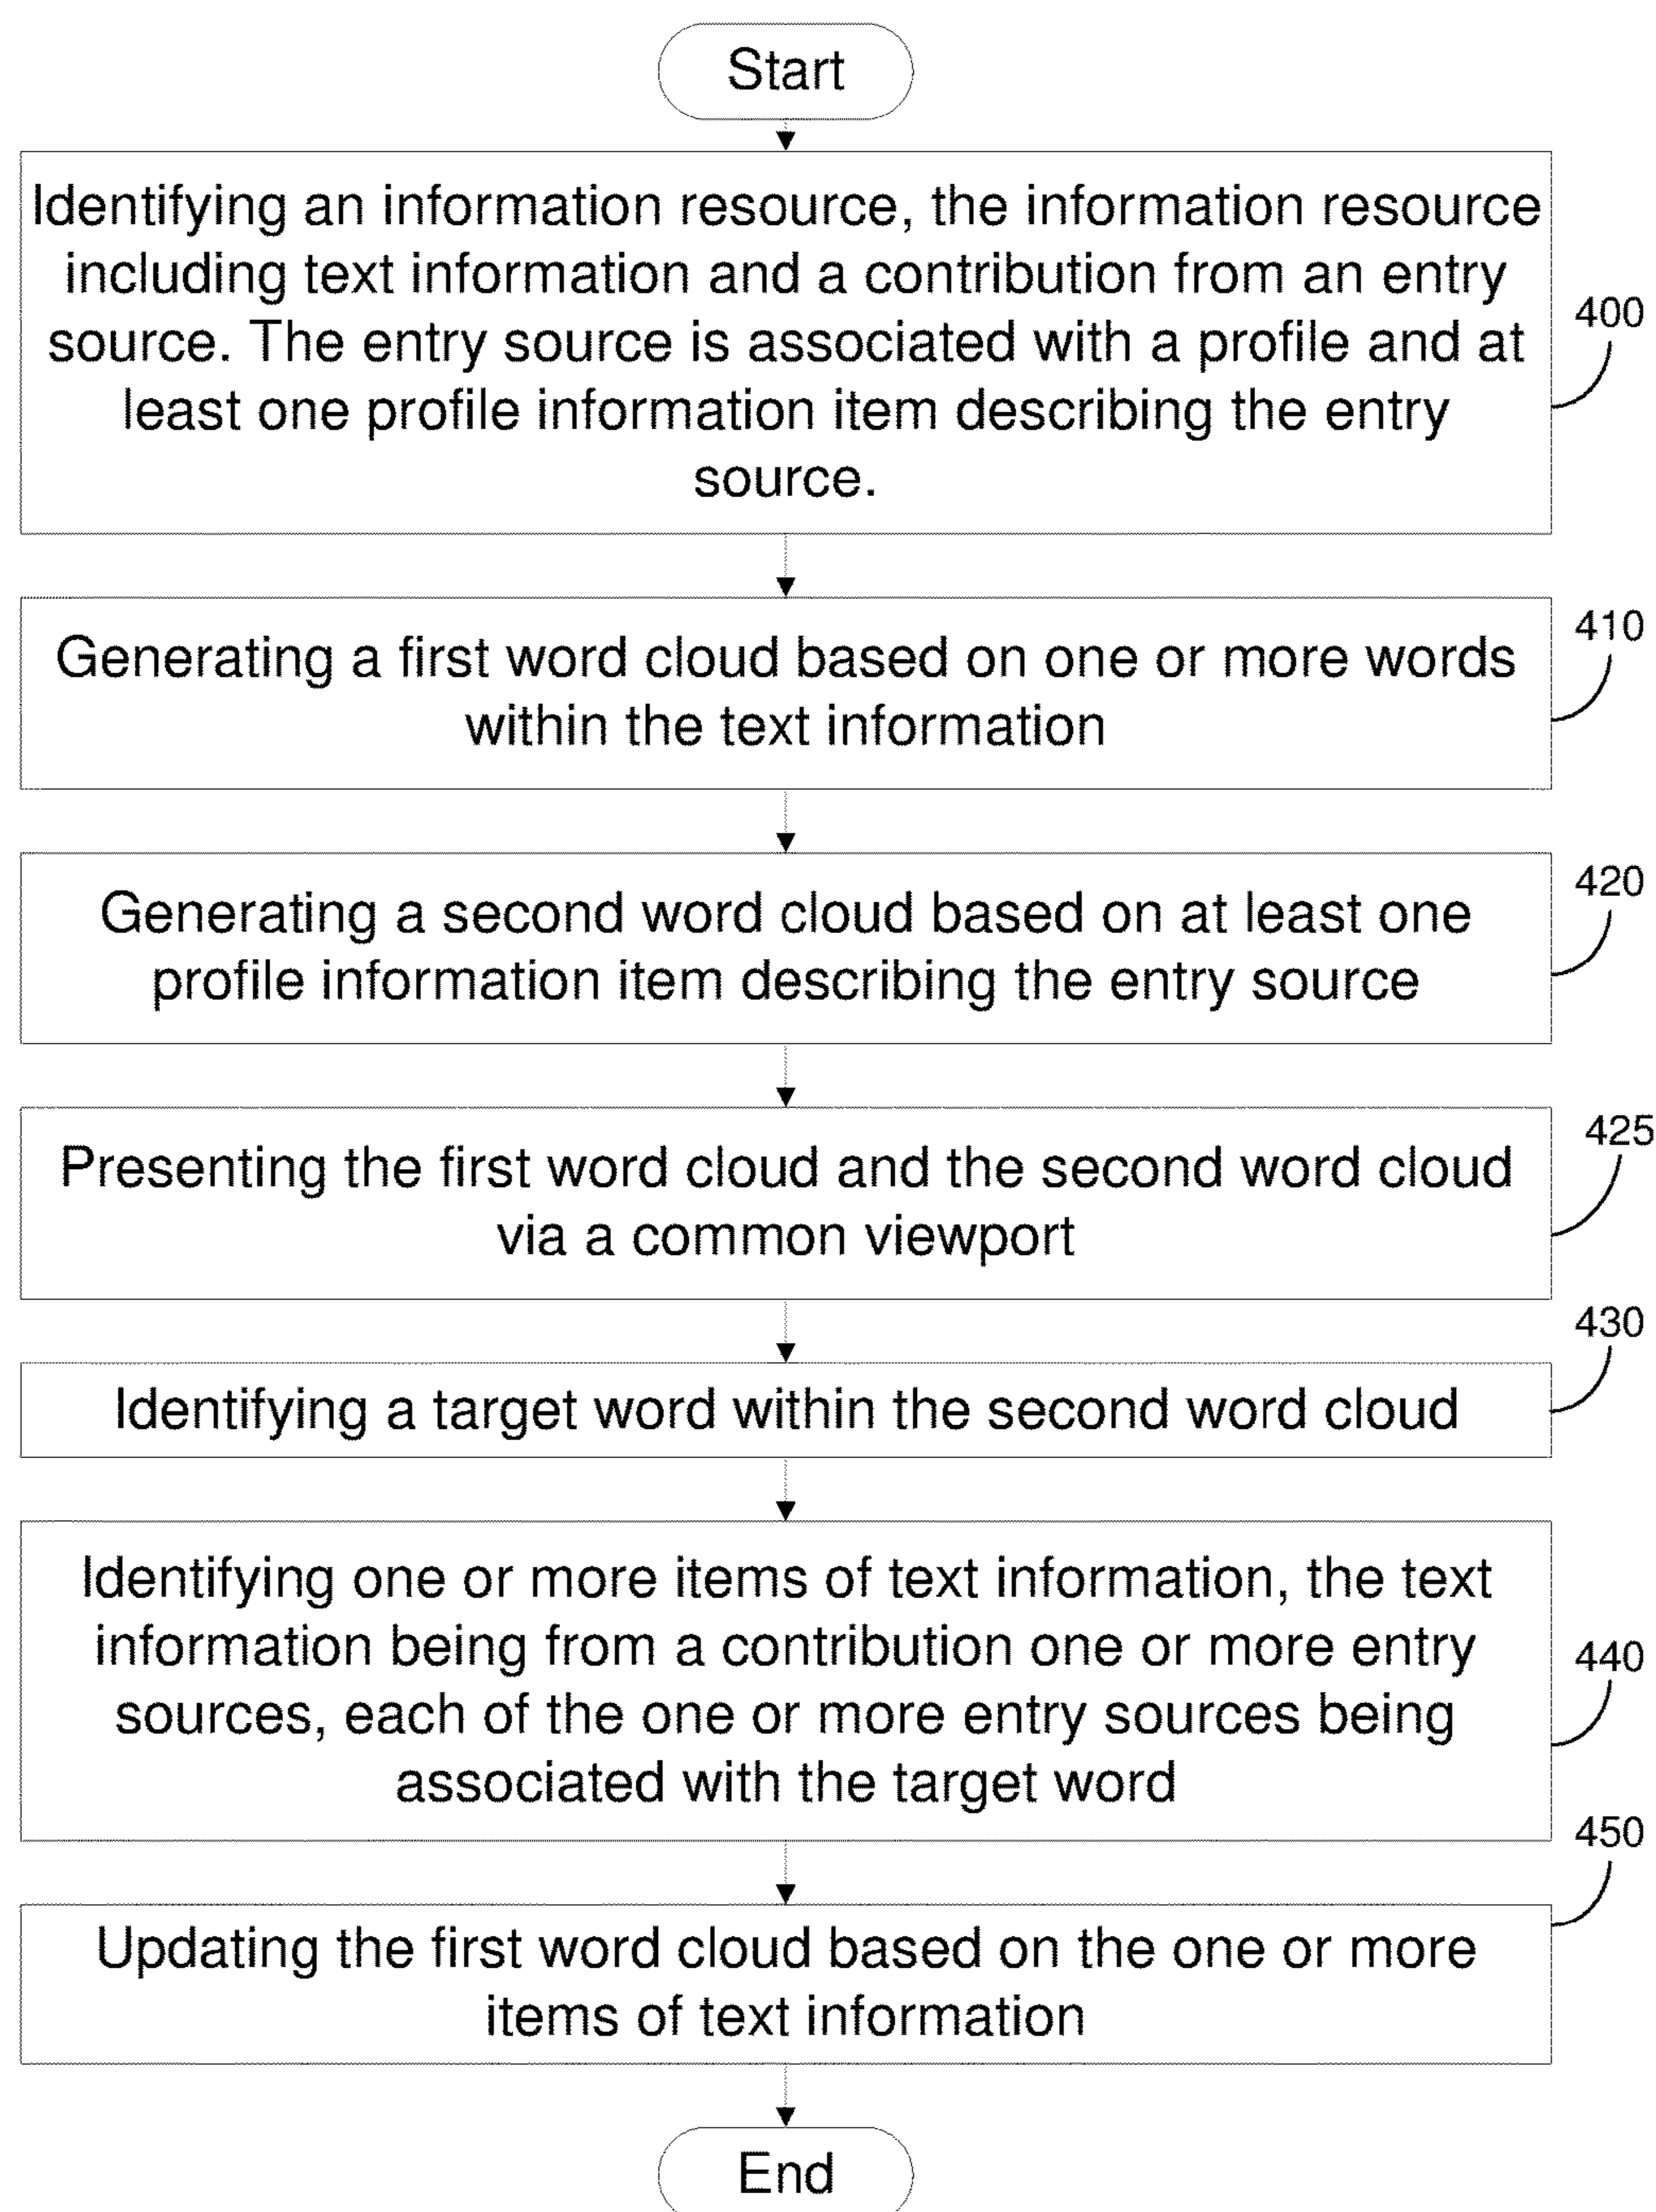 Start
Identifying an information resource, the information resource
including text information and a contribution from an entry
source. The entry source is associated with a profile and at
least one profile information item describing the entry
source.
400
Generating a first word cloud based on one or more words
within the text information
410
Generating a second word cloud based on at least one
profile information item describing the entry source
420
Presenting the first word cloud and the second word cloud
via a common viewport
425
Identifying a target word within the second word cloud
430
Identifying one or more items of text information, the text
information being from a contribution one or more entry
sources, each of the one or more entry sources being
associated with the target word
440
Updating the first word cloud based on the one or more
items of text information
450
End